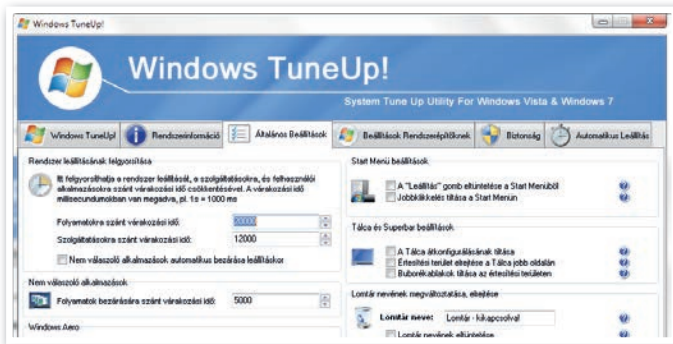 Windows TuneUp!
Windows TuneUp!
System Tune Up Utility For Windows Vista & Windows 7
Windows TuneUp!
Rendszerinformáció
Általános Beállítások
Beállítások Rendszerépítőknek
Biztonság
Automatikus Leállítás
Rendszer leállításának felgyorsítása
Itt felgyorsíthatja a rendszer leállítását, a szolgáltatásokra, és felhasználói
alkalmazásokra szánt várakozási idő csökkentésével. A várakozási idő
millisecundumokban van megadva, pl. 1s = 1000 ms
Folyamatokra szánt várakozási idő: 20000
Szolgáltatásokra szánt várakozási idő: 12000
Nem válaszoló alkalmazások automatikus bezárása leállításkor
Nem válaszoló alkalmazások
Folyamatok bezárására szánt várakozási idő: 5000
Windows Aero
Start Menü beállítások
A "Leállítás" gomb eltüntetése a Start Menüből
Jobbklikkelés tiltása a Start Menün
Tálca és Superbar beállítások
A Tálca átkonfigurálásának tiltása
Értesítési terület elrejtése a Tálca jobb oldalán
Buborékablakok tiltása az értesítési területen
Lomtár nevének megváltoztatása, elrejtése
Lomtár neve: Lomtár - kikapcsolva!
Lomtár nevének eltüntetése